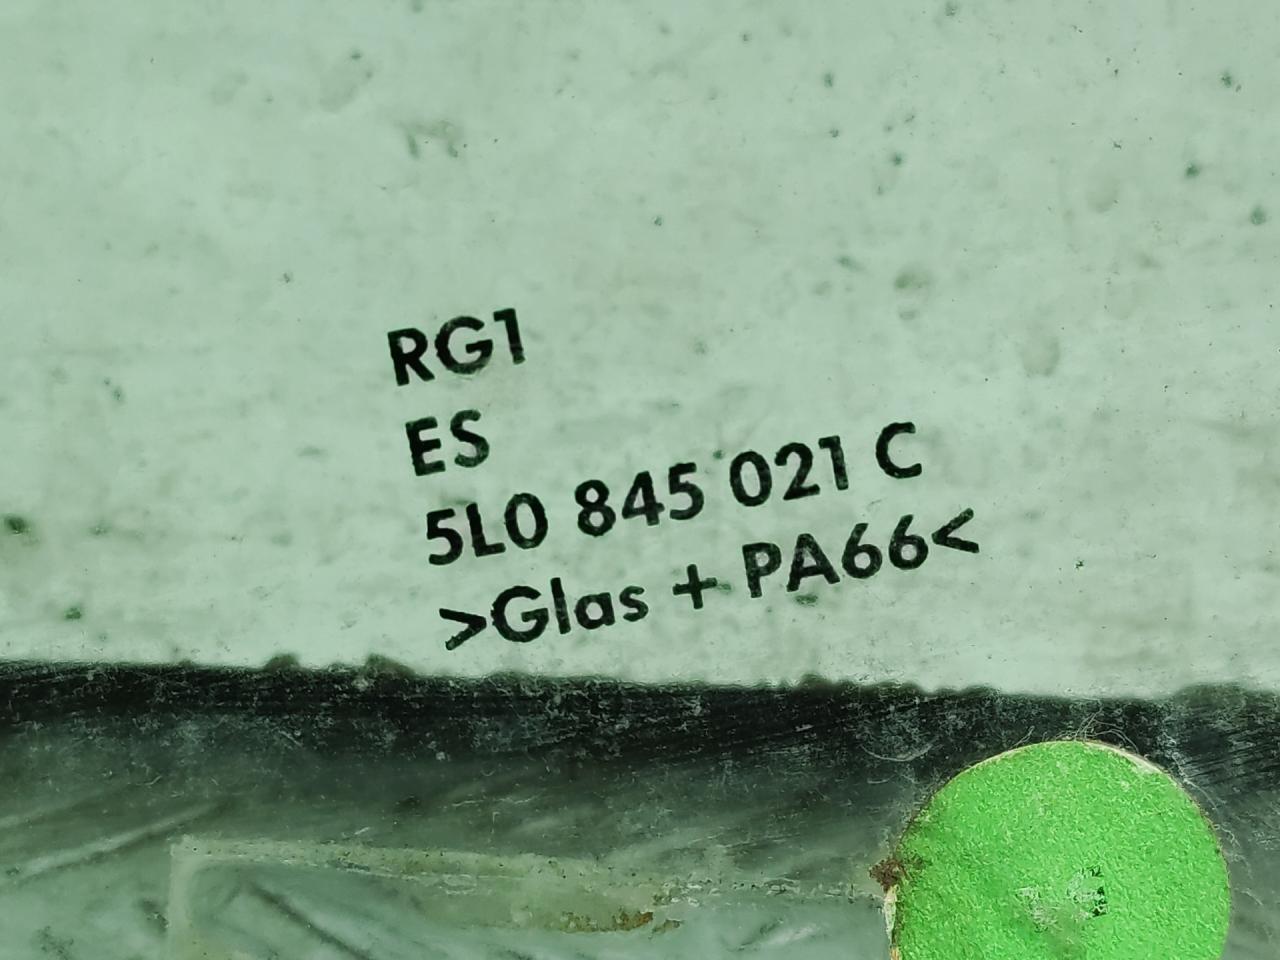 RG1
ES
5L0 845 021 C
>Glas + PA66<